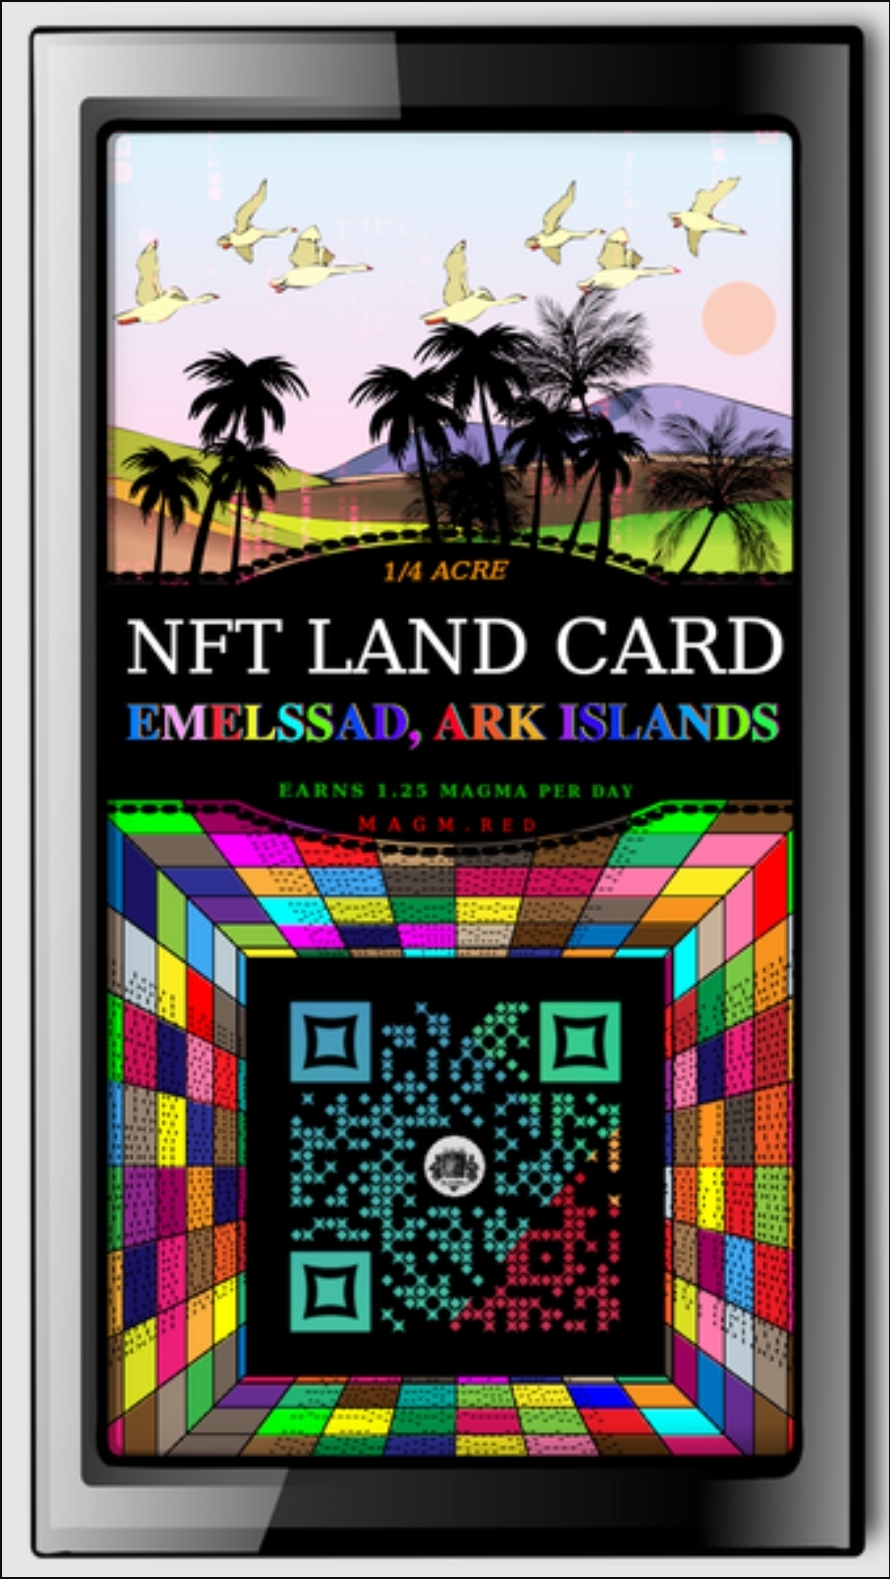 1/4 ACRE
NFT LAND CARD
EMELSSAD, ARK ISLANDS
EARNS 1.25 MAGMA PER DAY
MAGM.RED